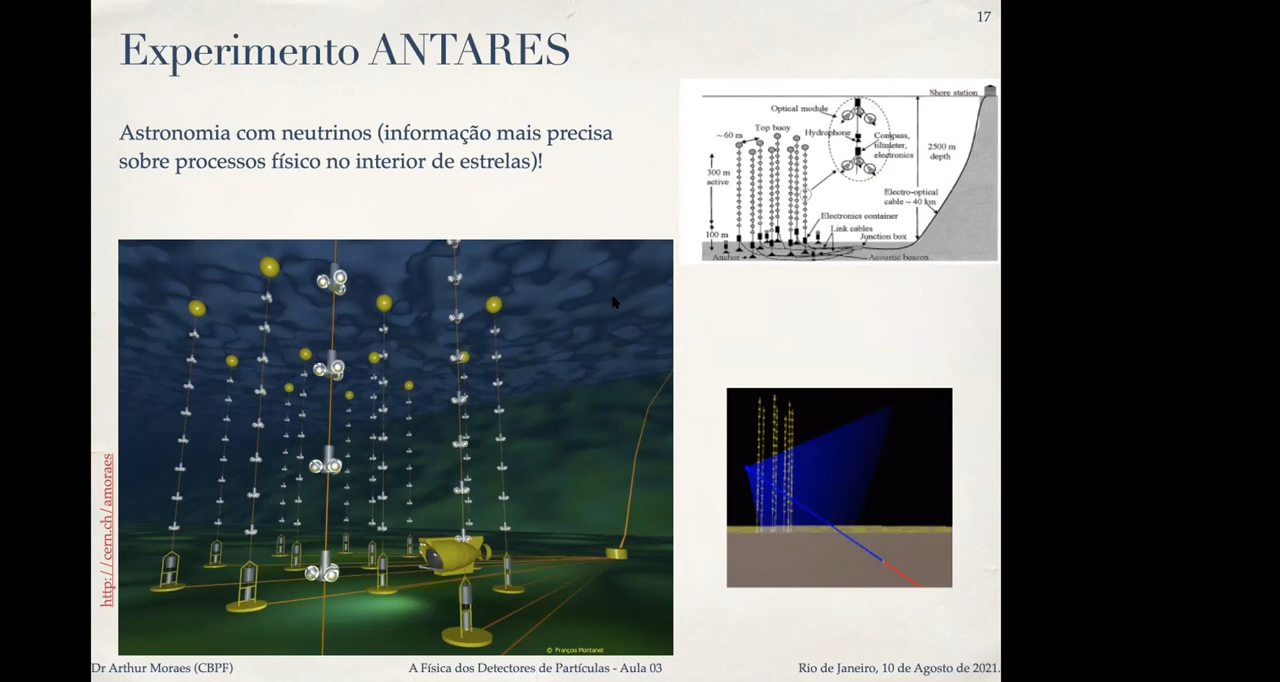 17
Experimento ANTARES
Astronomia com neutrinos (informação mais precisa
sobre processos físico no interior de estrelas)!
Shore station
Optical module
Top buoy
~60 m
Hydrophone
Compass,
tiltmeter,
electronics
2500 m
depth
300 m
active
Electro-optical
cable ~ 40 km
Electronics container
Link cables
100 m
Junction box
Anchor
Acoustic beacon
http://cern.ch/amoraes
© François Montanet
Dr Arthur Moraes (CBPF)
A Física dos Detectores de Partículas - Aula 03
Rio de Janeiro, 10 de Agosto de 2021.